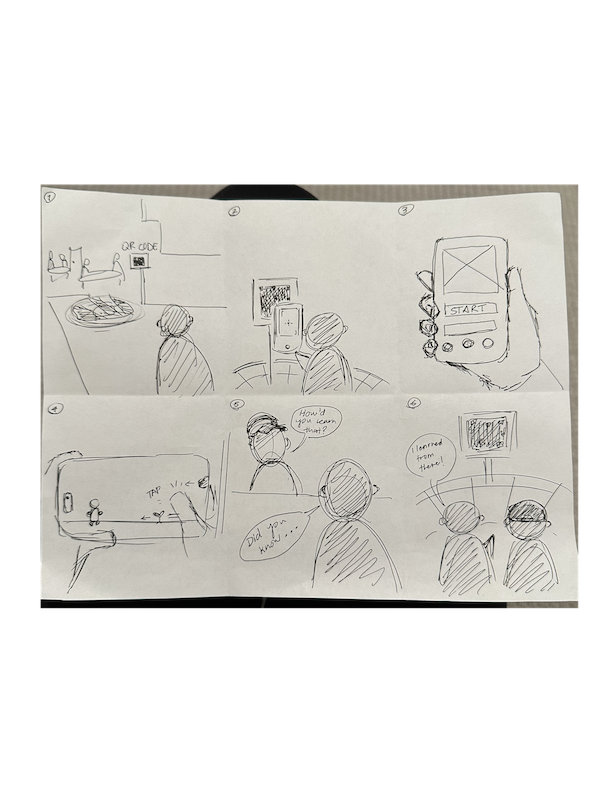 1
QR CODE
2
3
START
4
TAP
5
How'd
you learn
that?
Did you
know...
6
I learned
from
there!